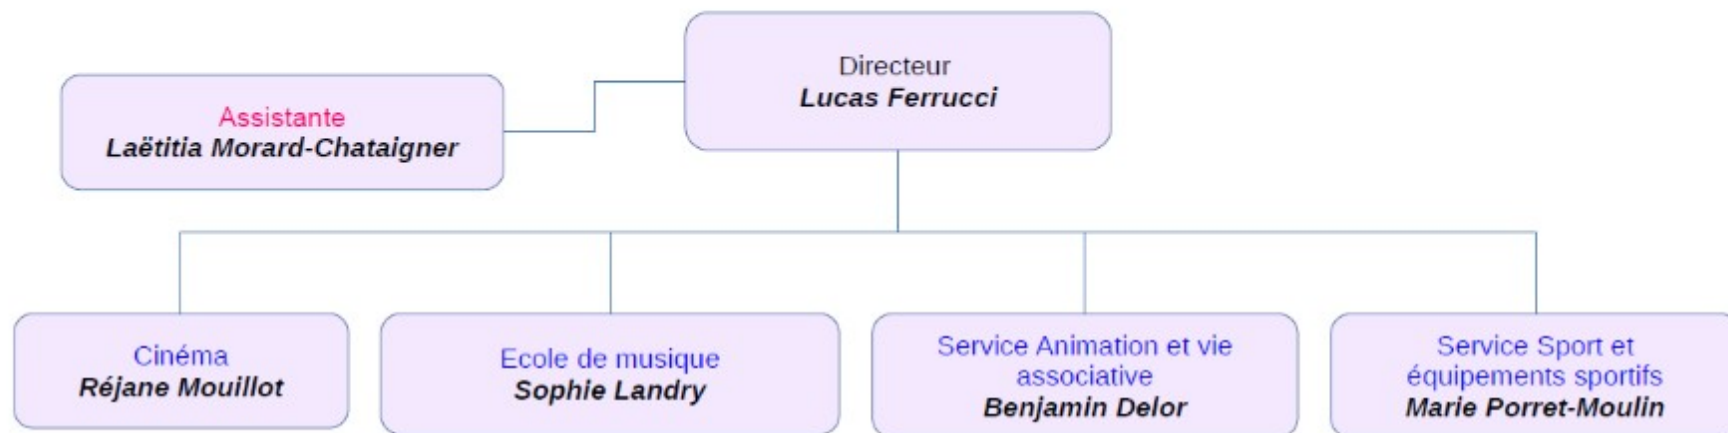 Directeur
Lucas Ferrucci
Assistante
Laëtitia Morard-Chataigner
Cinéma
Réjane Mouillot
Ecole de musique
Sophie Landry
Service Animation et vie
associative
Benjamin Delor
Service Sport et
équipements sportifs
Marie Porret-Moulin